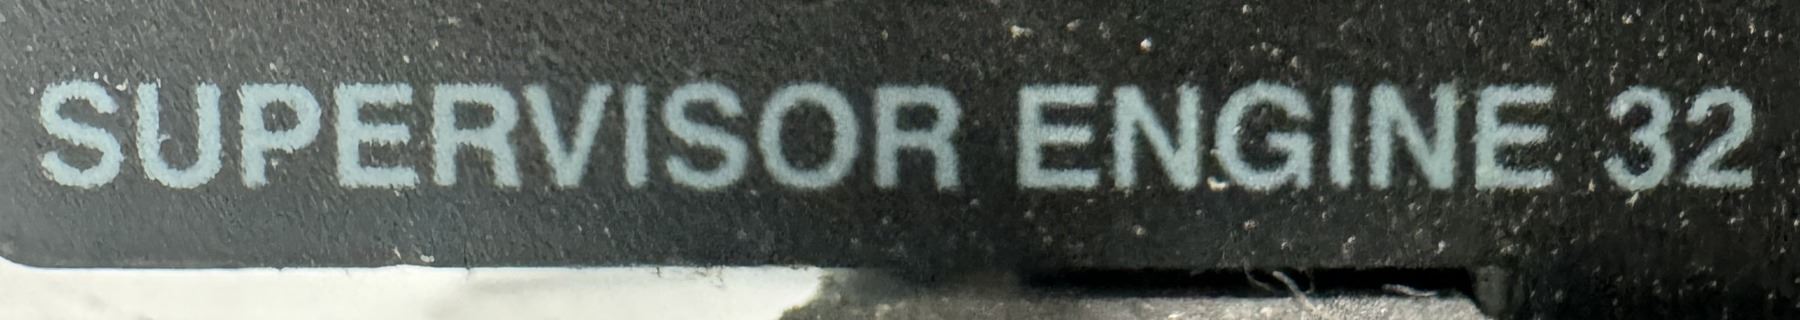 SUPERVISOR ENGINE 32